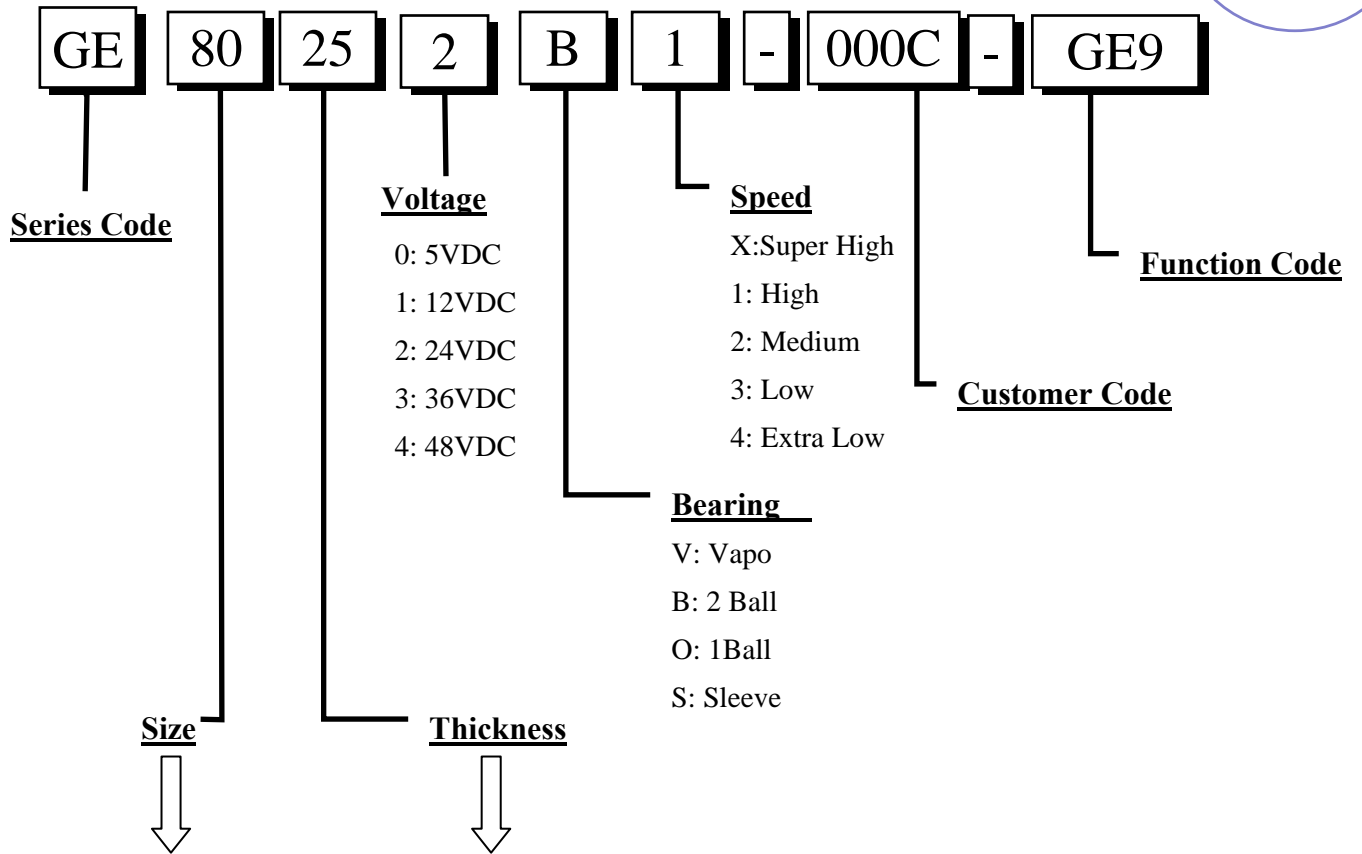 GE 80 25 2 B 1 - 000C - GE9
Series Code
Voltage
0: 5VDC
1: 12VDC
2: 24VDC
3: 36VDC
4: 48VDC
Speed
X:Super High
1: High
2: Medium
3: Low
4: Extra Low
Function Code
Customer Code
Bearing
V: Vapo
B: 2 Ball
O: 1Ball
S: Sleeve
Size
Thickness